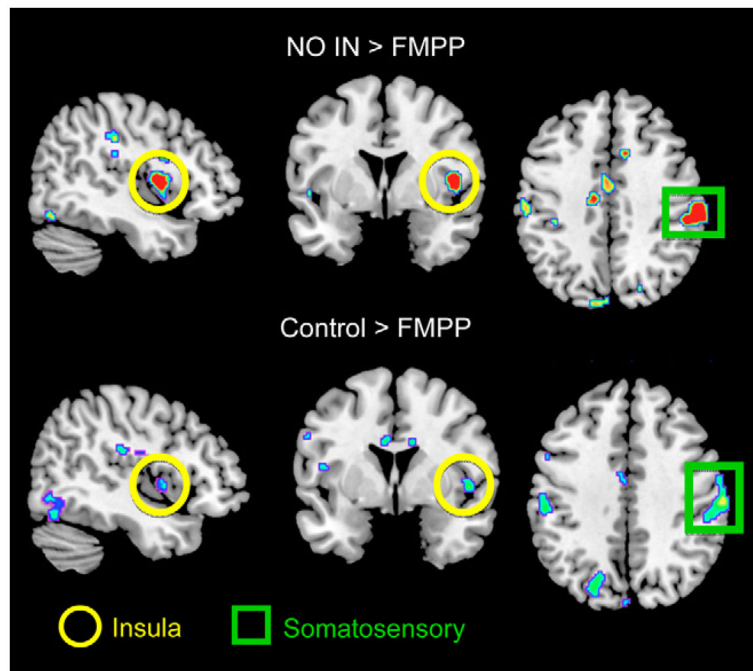 NO IN > FMPP
Control > FMPP
Insula
Somatosensory